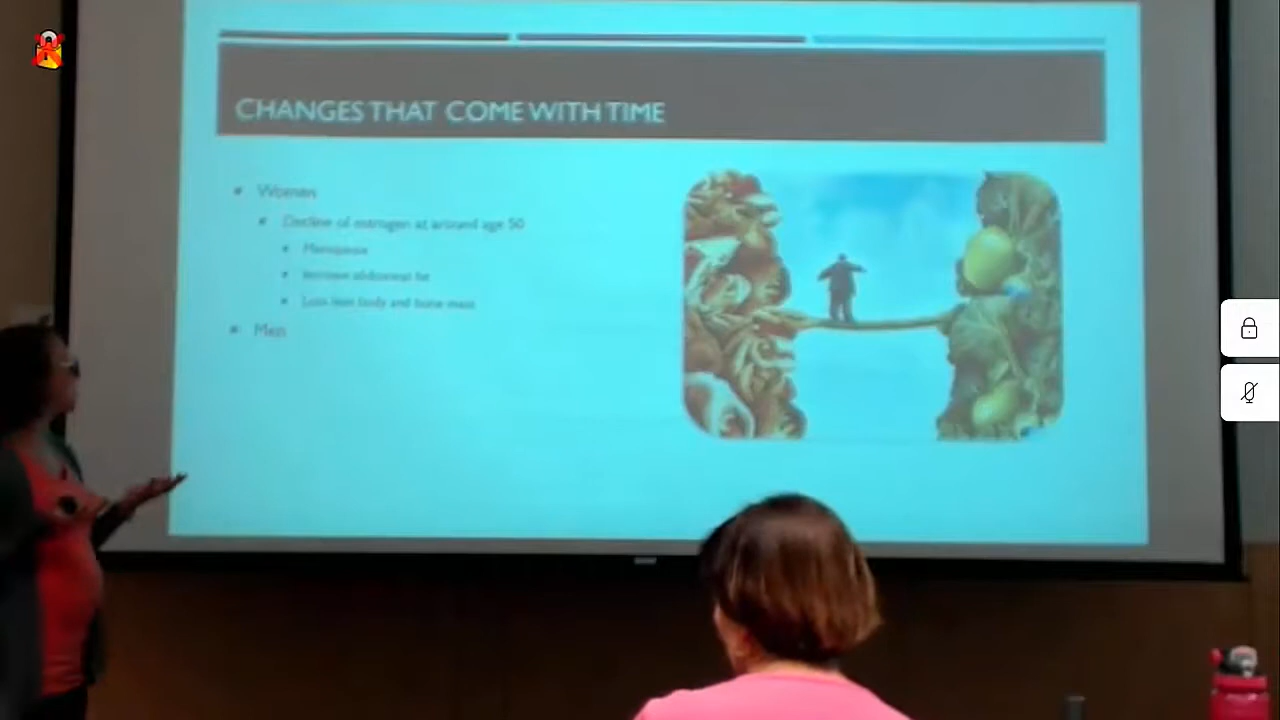 CHANGES THAT COME WITH TIME
Women
Decline of estrogen at around age 50
Menopause
Increase abdominal fat
Loss lean body and bone mass
Men